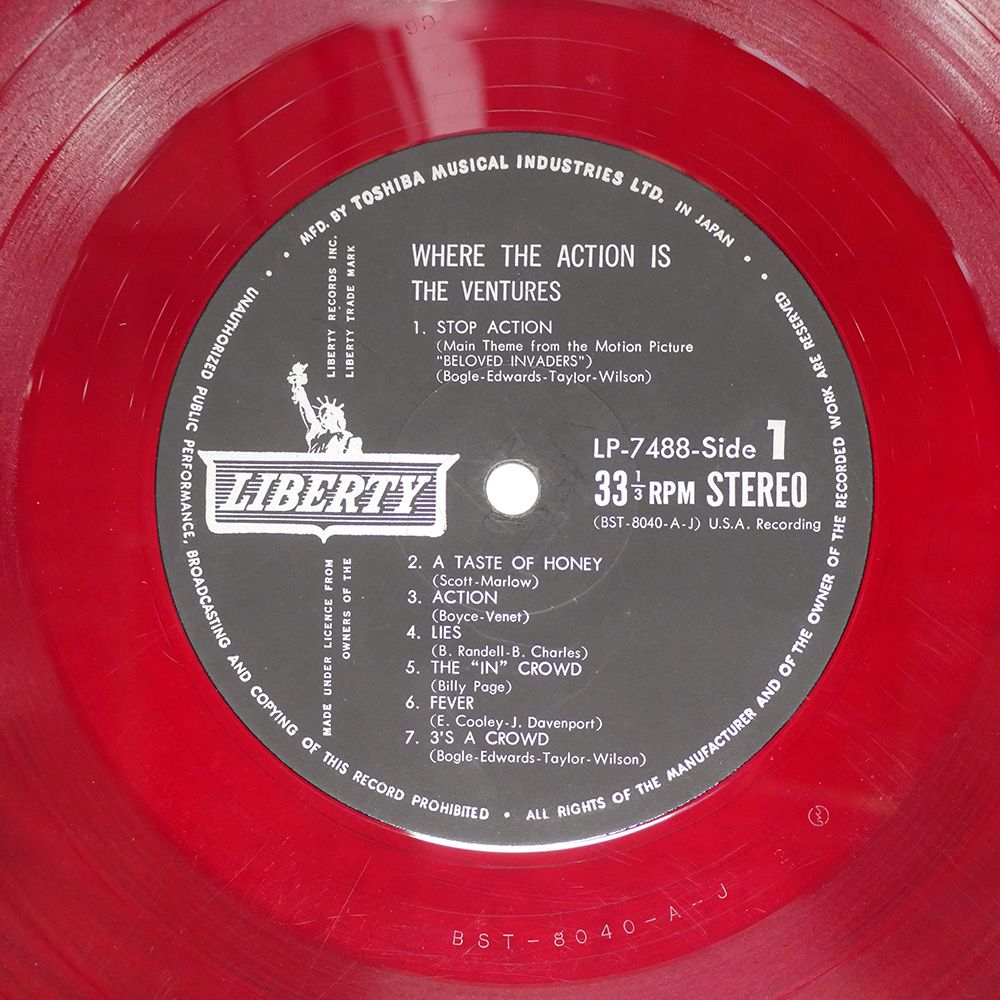 MFD. BY TOSHIBA MUSICAL INDUSTRIES LTD. IN JAPAN
WHERE THE ACTION IS
THE VENTURES
1. STOP ACTION
(Main Theme from the Motion Picture
"BELOVED INVADERS")
(Bogle-Edwards-Taylor-Wilson)
LIBERTY RECORDS INC.
LIBERTY TRADE MARK
LIBERTY
LP-7488-Side 1
33 1/3 RPM STEREO
(BST-8040-A-J) U.S.A. Recording
2. A TASTE OF HONEY
(Scott-Marlow)
3. ACTION
(Boyce-Venet)
4. LIES
(B. Randell-B. Charles)
5. THE "IN" CROWD
(Billy Page)
6. FEVER
(E. Cooley-J. Davenport)
7. 3'S A CROWD
(Bogle-Edwards-Taylor-Wilson)
MADE UNDER LICENCE FROM
OWNERS OF THE
UNAUTHORIZED PUBLIC PERFORMANCE, BROADCASTING AND COPYING OF THIS RECORD PROHIBITED • ALL RIGHTS OF THE MANUFACTURER AND OF THE OWNER OF THE RECORDED WORK ARE RESERVED
BST-8040-A-J 2